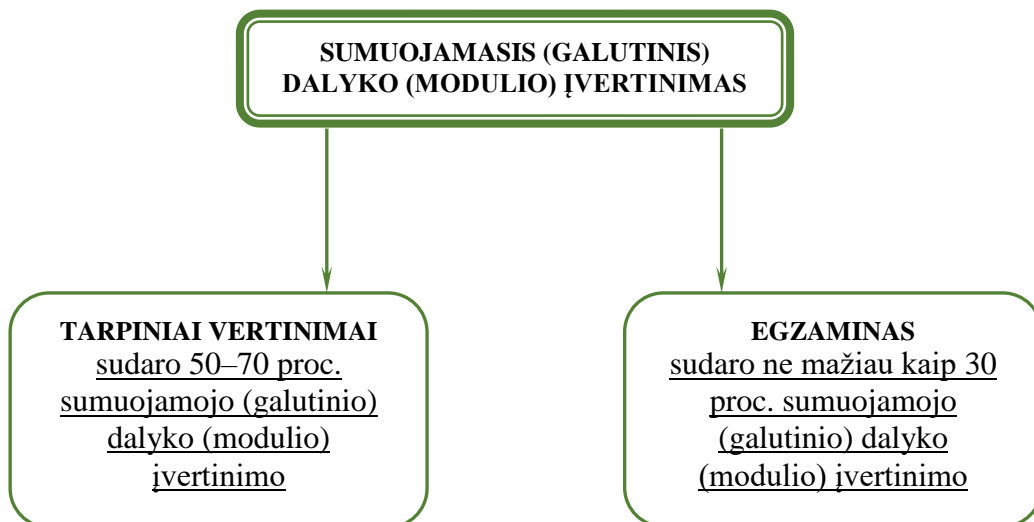 SUMUOJAMASIS (GALUTINIS)
DALYKO (MODULIO) ĮVERTINIMAS
TARPINIAI VERTINIMAI
sudaro 50–70 proc.
sumuojamojo (galutinio)
dalyko (modulio)
įvertinimo
EGZAMINAS
sudaro ne mažiau kaip 30
proc. sumuojamojo
(galutinio) dalyko
(modulio) įvertinimo